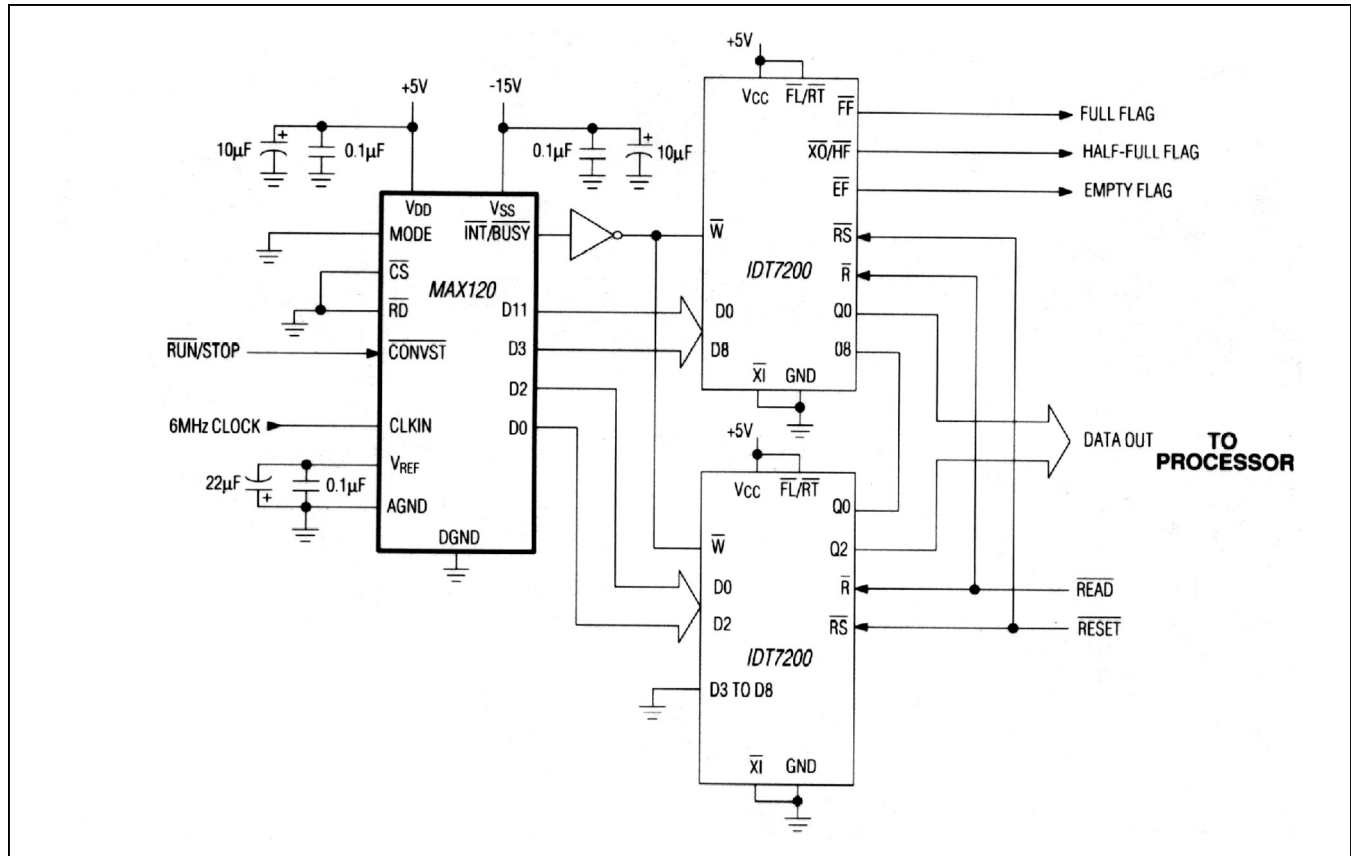 +5V
-15V
10µF
+
0.1µF
0.1µF
+
10µF
VDD
VSS
MODE
INT/BUSY
CS
MAX120
RD
D11
RUN/STOP
CONVST
D3
D2
6MHz CLOCK
CLKIN
D0
VREF
22µF
+
0.1µF
AGND
DGND
+5V
VCC
FL/RT
FF
FULL FLAG
XO/HF
HALF-FULL FLAG
EF
EMPTY FLAG
W
RS
IDT7200
R
D0
Q0
D8
Q8
XI
GND
+5V
VCC
FL/RT
DATA OUT
TO
PROCESSOR
Q0
W
Q2
D0
R
READ
D2
RS
RESET
IDT7200
D3 TO D8
XI
GND